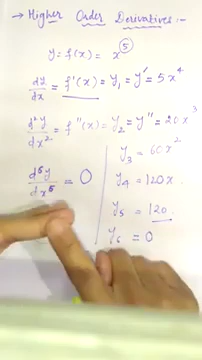 * Higher Order Derivatives:-
y = f(x) = x⑤
dy/dx = f'(x) = y₁ = y' = 5x⁴
d²y/dx² = f''(x) = y₂ = y'' = 20x³
y₃ = 60x²
y₄ = 120x.
d⁶y/dx⁶ = 0
y₅ = 120.
y₆ = 0